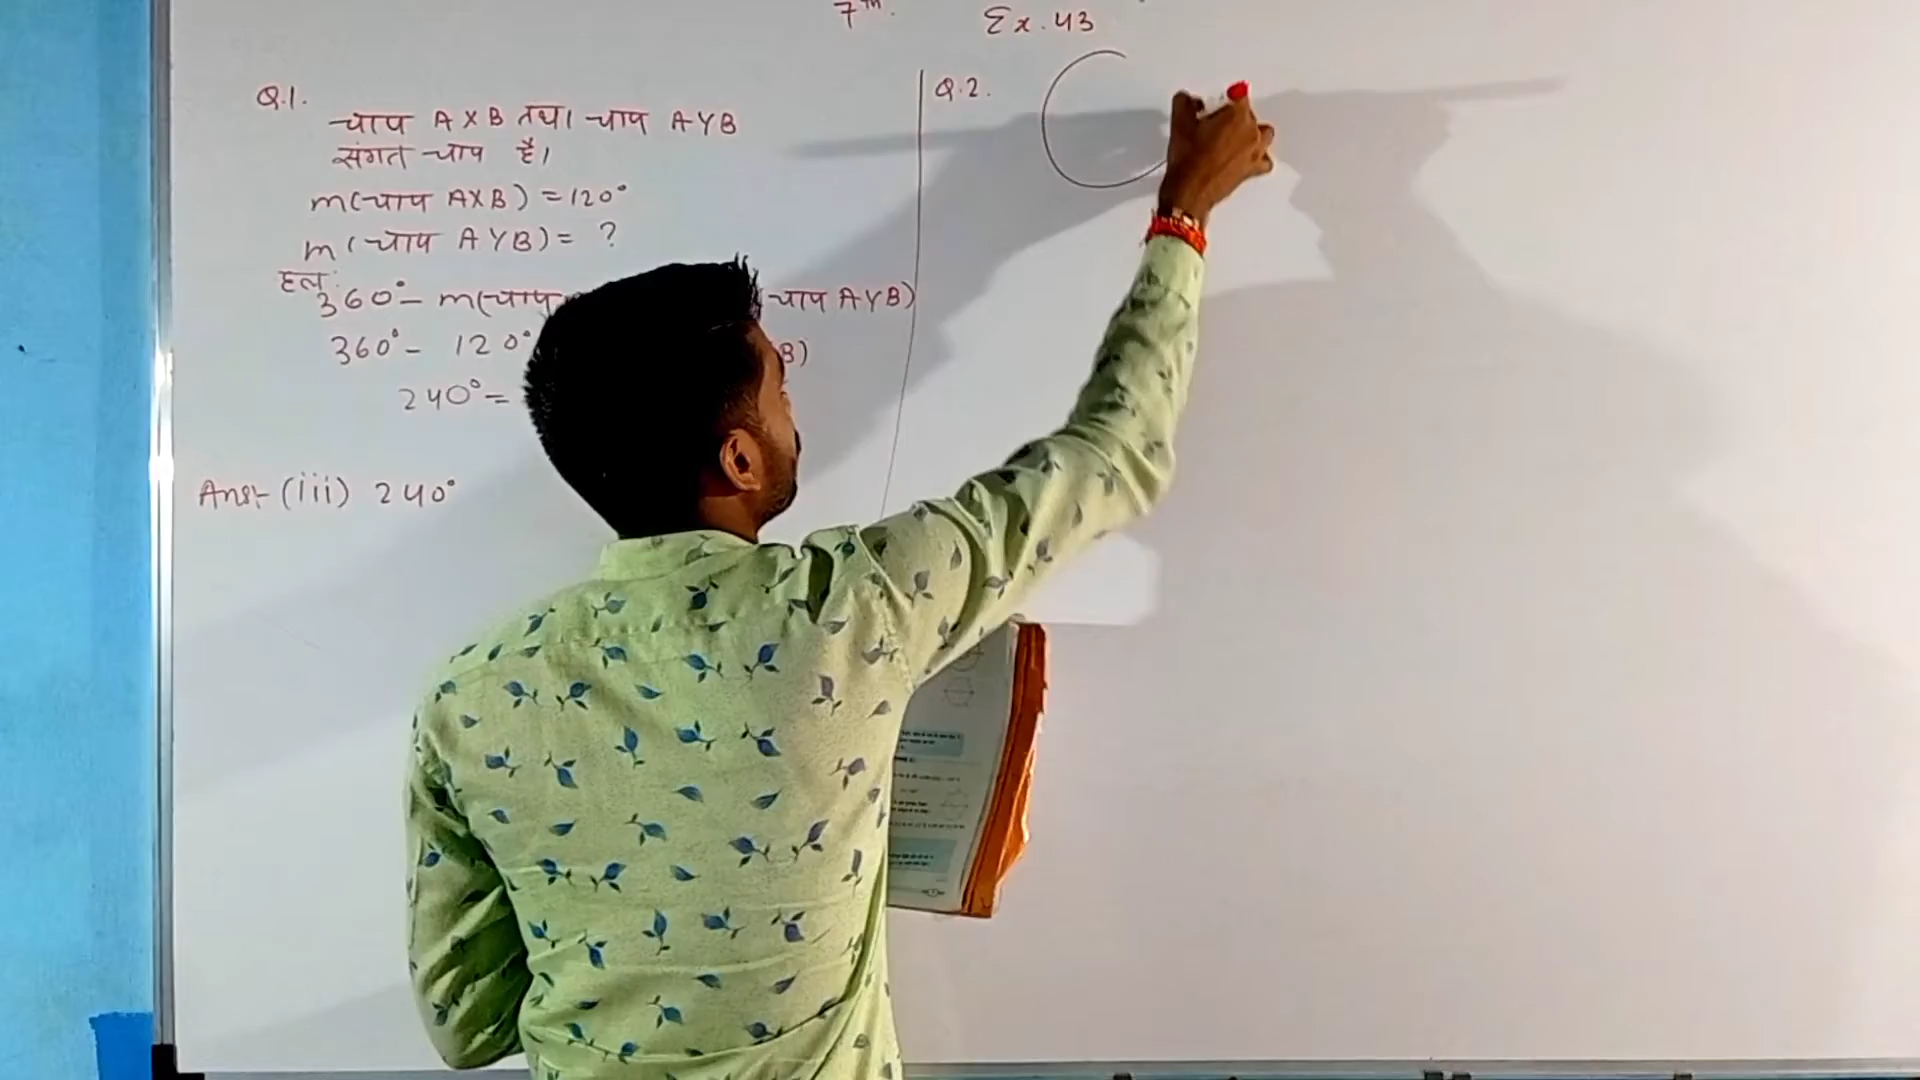 7th.
Ex. 43
Q.1.
चाप AXB तथा चाप AYB
संगत चाप है।
m(चाप AXB) = 120°
m(चाप AYB) = ?
हल:
360° - m(चाप चाप AYB)
360° - 120° B)
240° =
Ans:- (iii) 240°
Q.2.